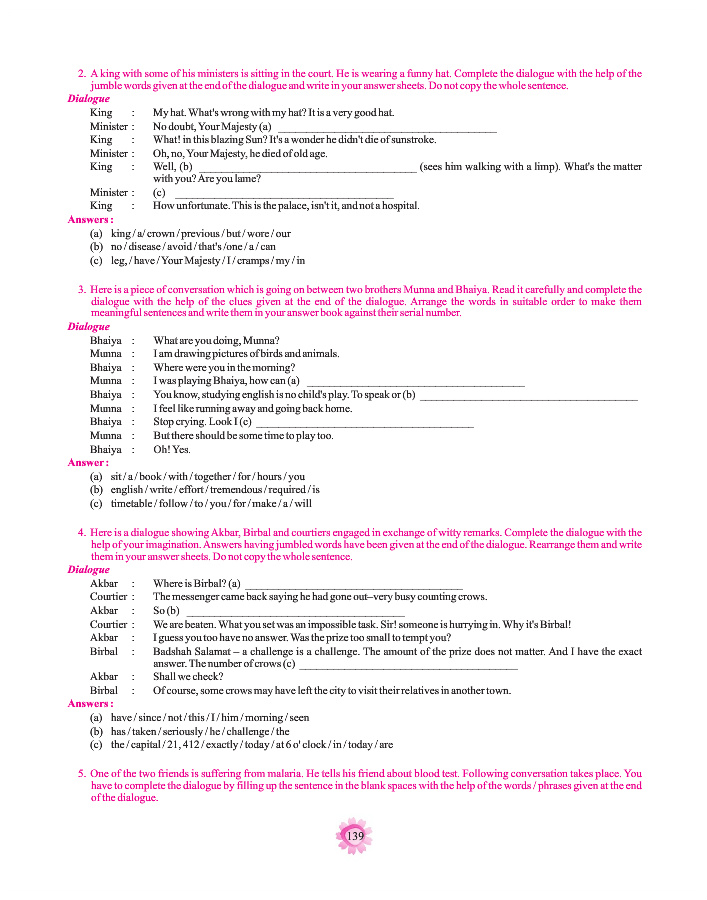 2. A king with some of his ministers is sitting in the court. He is wearing a funny hat. Complete the dialogue with the help of the
jumble words given at the end of the dialogue and write in your answer sheets. Do not copy the whole sentence.
Dialogue
King : My hat. What's wrong with my hat? It is a very good hat.
Minister : No doubt, Your Majesty (a) ____________________
King : What! in this blazing Sun? It's a wonder he didn't die of sunstroke.
Minister : Oh, no, Your Majesty, he died of old age.
King : Well, (b) ____________________ (sees him walking with a limp). What's the matter
with you? Are you lame?
Minister : (c) ____________________
King : How unfortunate. This is the palace, isn't it, and not a hospital.
Answers :
(a) king / a/ crown / previous / but / wore / our
(b) no / disease / avoid / that's /one / a / can
(c) leg, / have / Your Majesty / I / cramps / my / in
3. Here is a piece of conversation which is going on between two brothers Munna and Bhaiya. Read it carefully and complete the
dialogue with the help of the clues given at the end of the dialogue. Arrange the words in suitable order to make them
meaningful sentences and write them in your answer book against their serial number.
Dialogue
Bhaiya : What are you doing, Munna?
Munna : I am drawing pictures of birds and animals.
Bhaiya : Where were you in the morning?
Munna : I was playing Bhaiya, how can (a) ____________________
Bhaiya : You know, studying english is no child's play. To speak or (b) ____________________
Munna : I feel like running away and going back home.
Bhaiya : Stop crying. Look I (c) ____________________
Munna : But there should be some time to play too.
Bhaiya : Oh! Yes.
Answer :
(a) sit / a / book / with / together / for / hours / you
(b) english / write / effort / tremendous / required / is
(c) timetable / follow / to / you / for / make / a / will
4. Here is a dialogue showing Akbar, Birbal and courtiers engaged in exchange of witty remarks. Complete the dialogue with the
help of your imagination. Answers having jumbled words have been given at the end of the dialogue. Rearrange them and write
them in your answer sheets. Do not copy the whole sentence.
Dialogue
Akbar : Where is Birbal? (a) ____________________
Courtier : The messenger came back saying he had gone out–very busy counting crows.
Akbar : So (b) ____________________
Courtier : We are beaten. What you set was an impossible task. Sir! someone is hurrying in. Why it's Birbal!
Akbar : I guess you too have no answer. Was the prize too small to tempt you?
Birbal : Badshah Salamat – a challenge is a challenge. The amount of the prize does not matter. And I have the exact
answer. The number of crows (c) ____________________
Akbar : Shall we check?
Birbal : Of course, some crows may have left the city to visit their relatives in another town.
Answers :
(a) have / since / not / this / I / him / morning / seen
(b) has / taken / seriously / he / challenge / the
(c) the / capital / 21, 412 / exactly / today / at 6 o' clock / in / today / are
5. One of the two friends is suffering from malaria. He tells his friend about blood test. Following conversation takes place. You
have to complete the dialogue by filling up the sentence in the blank spaces with the help of the words / phrases given at the end
of the dialogue.
139